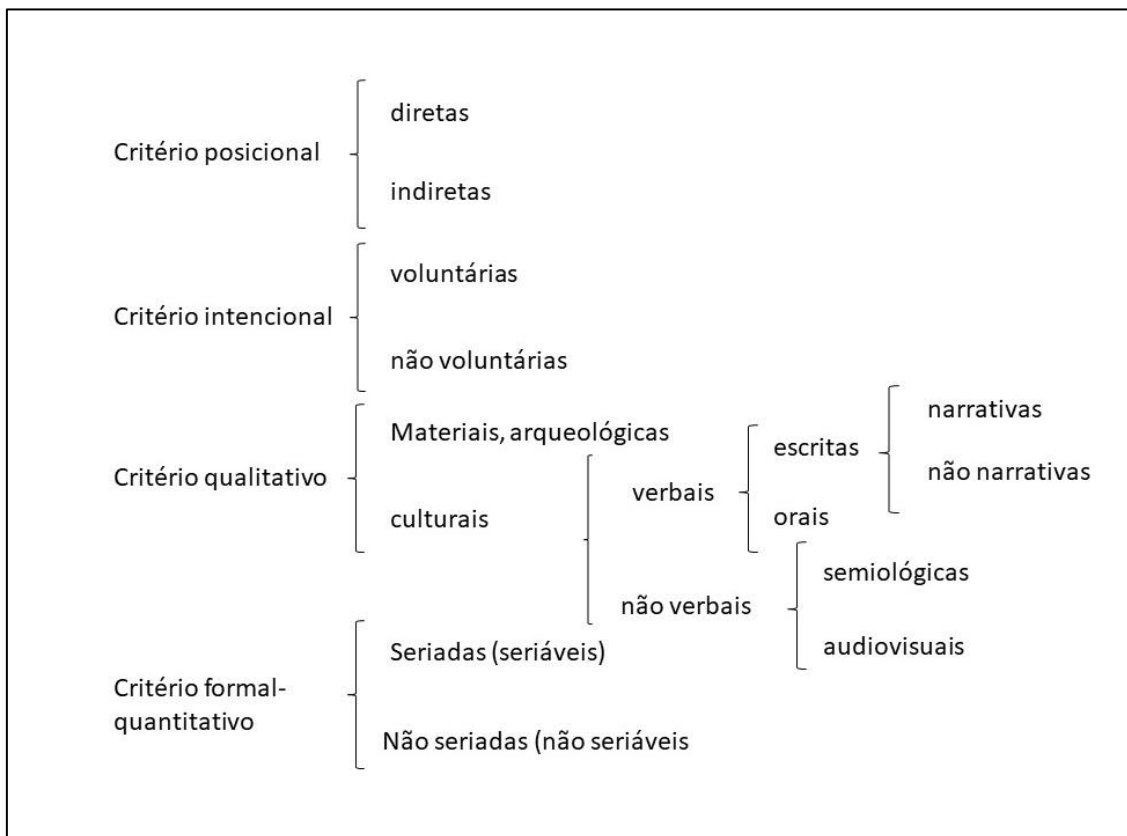 Critério posicional
diretas
indiretas
Critério intencional
voluntárias
não voluntárias
Critério qualitativo
Materiais, arqueológicas
culturais
verbais
escritas
narrativas
não narrativas
orais
não verbais
semiológicas
audiovisuais
Critério formal-
quantitativo
Seriadas (seriáveis)
Não seriadas (não seriáveis